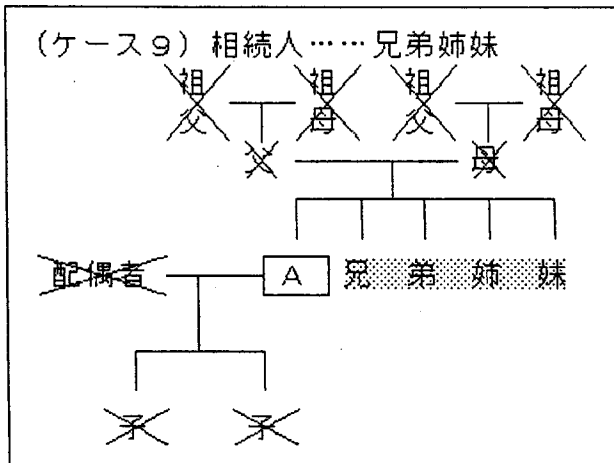 (ケース9) 相続人……兄弟姉妹
祖父 祖母 祖父 祖母
父 母
配偶者 A 兄 弟 姉 妹
子 子